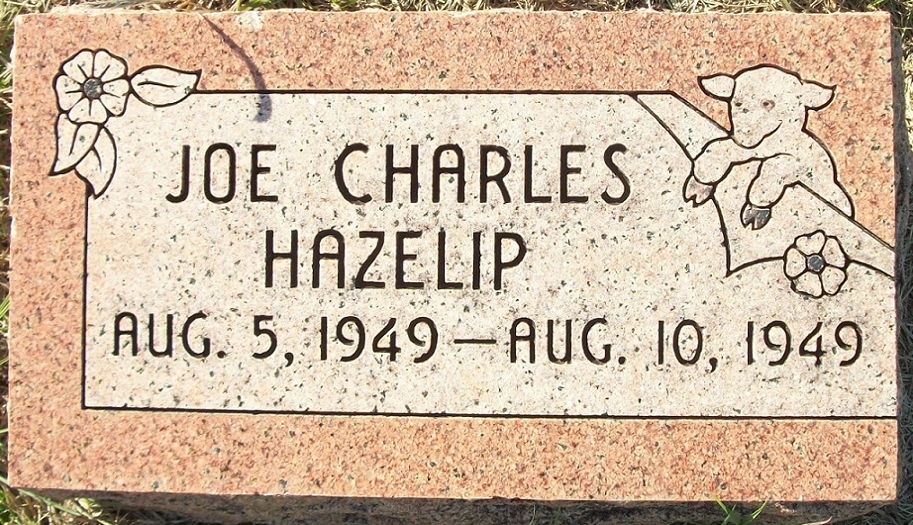 JOE CHARLES
HAZELIP
AUG. 5, 1949 — AUG. 10, 1949